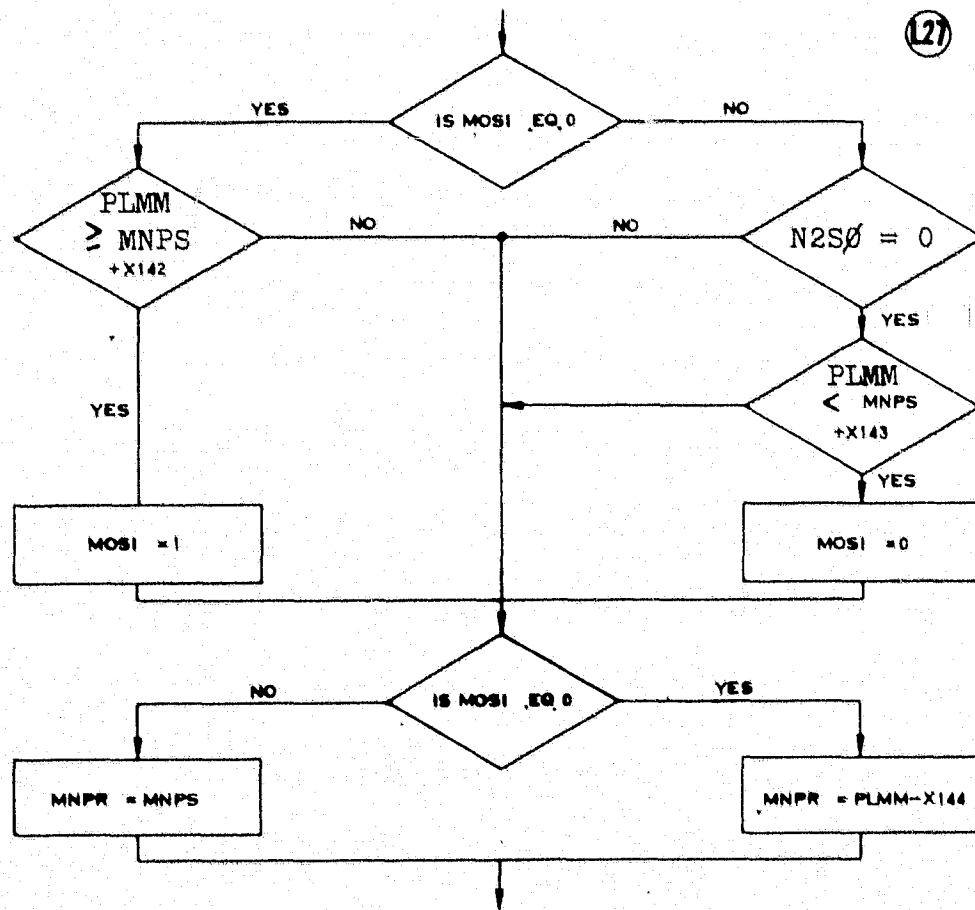 L27
IS MOSI .EQ. 0
YES
NO
PLMM
≥ MNPS
+X142
NO
NO
N2SØ = 0
YES
PLMM
< MNPS
+X143
YES
YES
MOSI = 1
MOSI = 0
IS MOSI .EQ. 0
NO
YES
MNPR = MNPS
MNPR = PLMM-X144